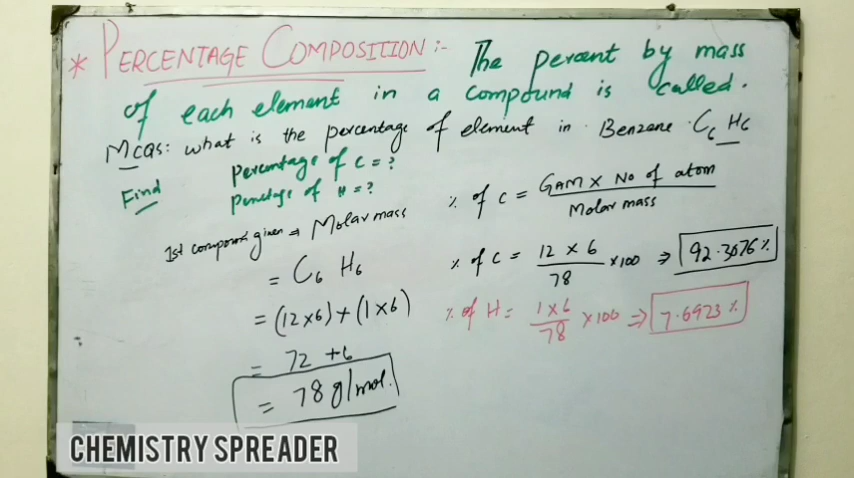 * PERCENTAGE COMPOSITION :- The percent by mass
of each element in a compound is called.
Mcqs: what is the percentage of element in Benzene C6 H6
Find percentage of C = ?
percentage of H = ?
1st compound given ⇒ Molar mass
= C6 H6
= (12×6)+(1×6)
= 72 +6
= 78 g/mol.
% of C = GAM × No of atom / Molar mass
% of C = 12 × 6 / 78 ×100 ⇒ 92.3076 %
% of H = 1×6 / 78 ×100 ⇒ 7.6923 %
CHEMISTRY SPREADER